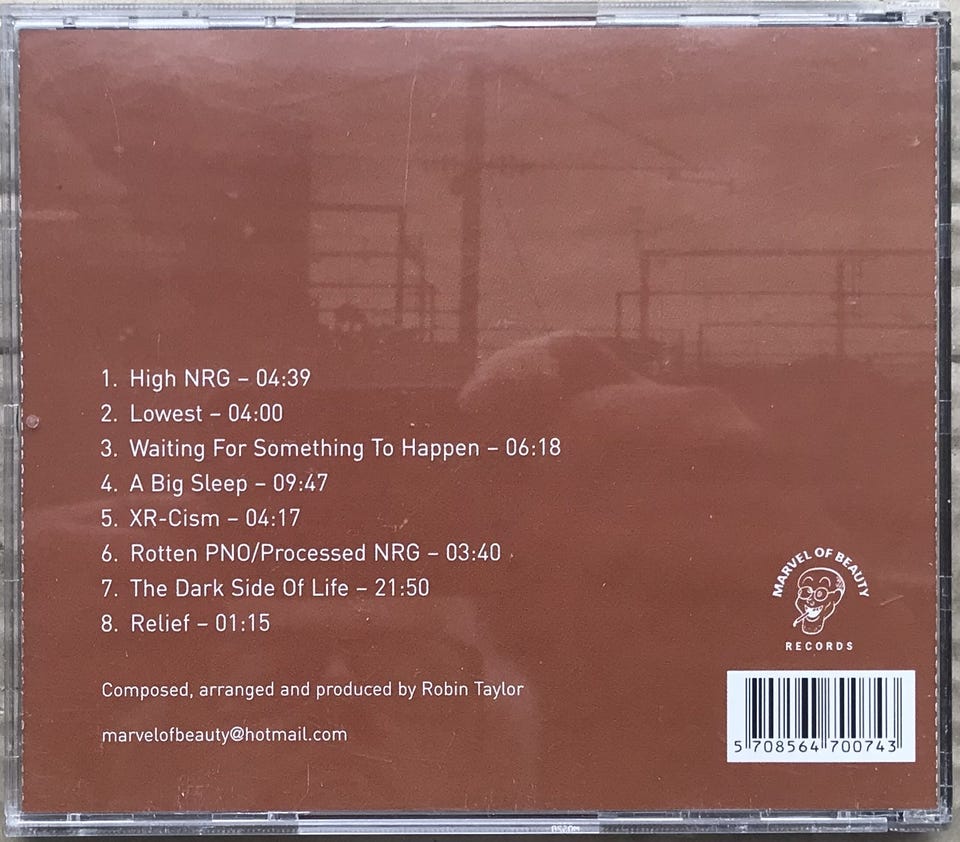 1. High NRG – 04:39
2. Lowest – 04:00
3. Waiting For Something To Happen – 06:18
4. A Big Sleep – 09:47
5. XR-Cism – 04:17
6. Rotten PNO/Processed NRG – 03:40
7. The Dark Side Of Life – 21:50
8. Relief – 01:15
Composed, arranged and produced by Robin Taylor
marvelofbeauty@hotmail.com
MARVEL OF BEAUTY
RECORDS
5 708564 700743